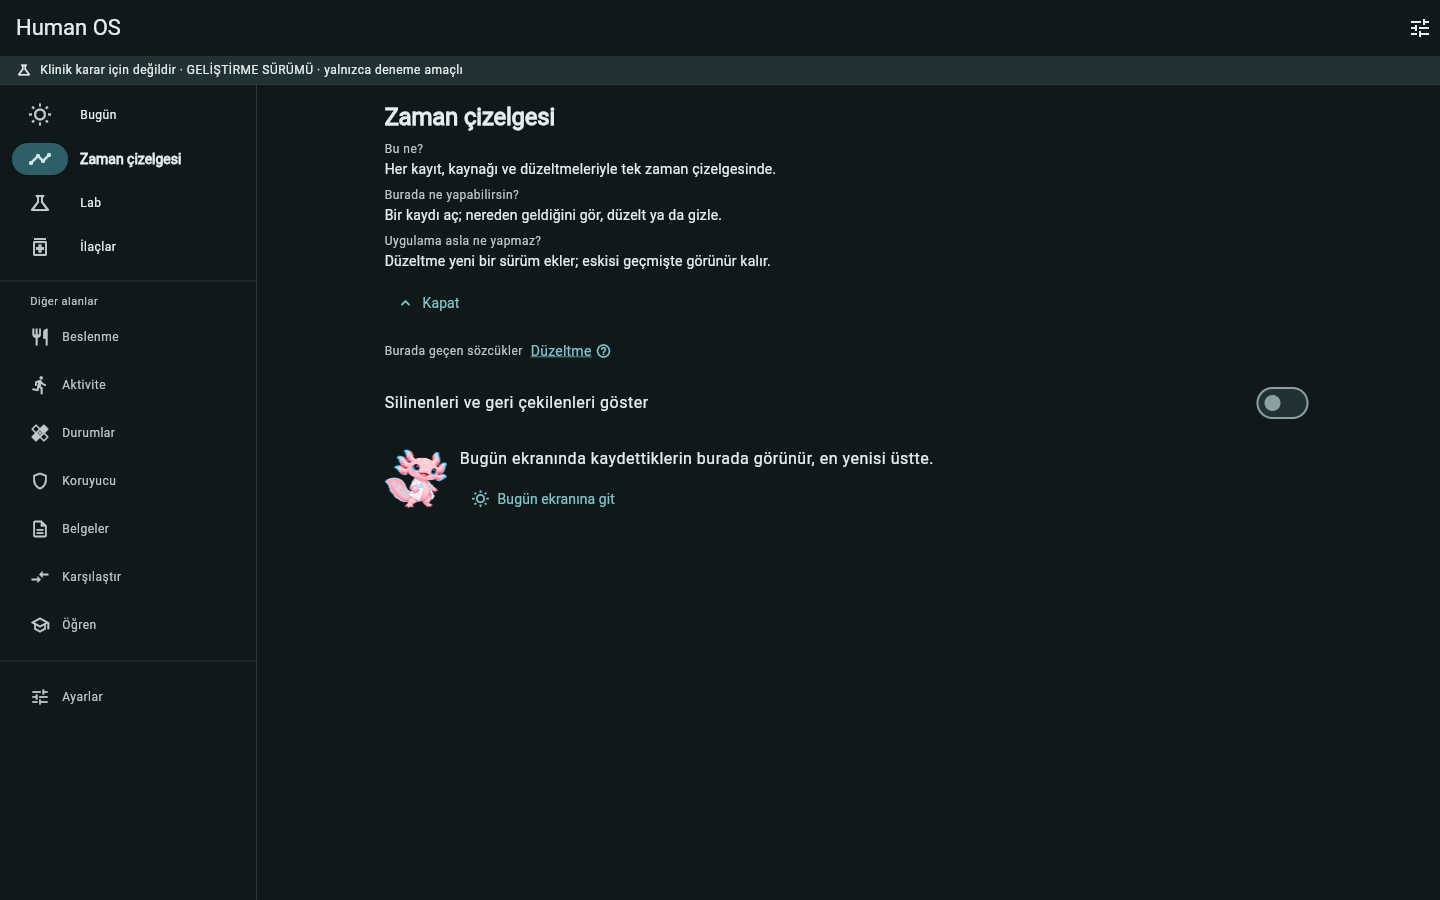 Human OS
Klinik karar için değildir · GELİŞTİRME SÜRÜMÜ · yalnızca deneme amaçlı
Bugün
Zaman çizelgesi
Lab
İlaçlar
Diğer alanlar
Beslenme
Aktivite
Durumlar
Koruyucu
Belgeler
Karşılaştır
Öğren
Ayarlar
Zaman çizelgesi
Bu ne?
Her kayıt, kaynağı ve düzeltmeleriyle tek zaman çizelgesinde.
Burada ne yapabilirsin?
Bir kaydı aç; nereden geldiğini gör, düzelt ya da gizle.
Uygulama asla ne yapmaz?
Düzeltme yeni bir sürüm ekler; eskisi geçmişte görünür kalır.
Kapat
Burada geçen sözcükler Düzeltme
Silinenleri ve geri çekilenleri göster
Bugün ekranında kaydettiklerin burada görünür, en yenisi üstte.
Bugün ekranına git